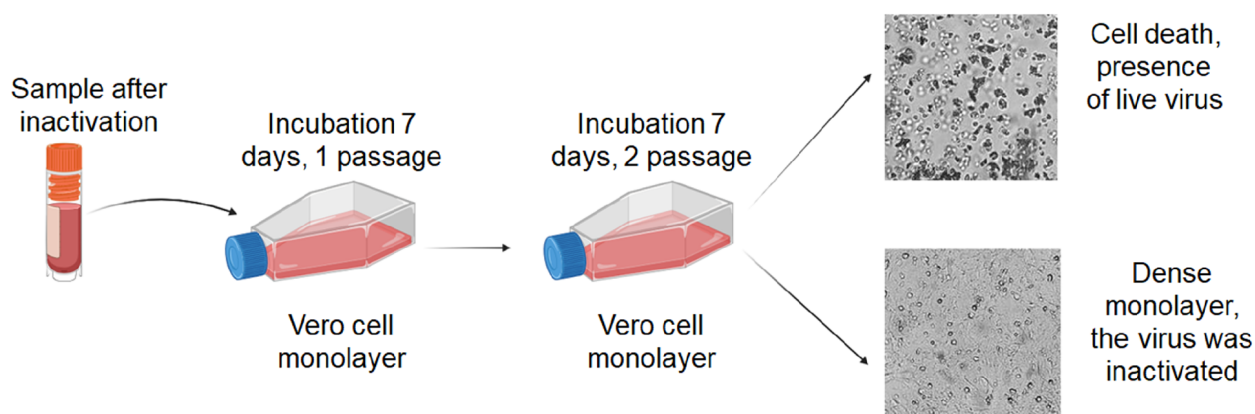 Sample after
inactivation
Incubation 7
days, 1 passage
Vero cell
monolayer
Incubation 7
days, 2 passage
Vero cell
monolayer
Cell death,
presence
of live virus
Dense
monolayer,
the virus was
inactivated